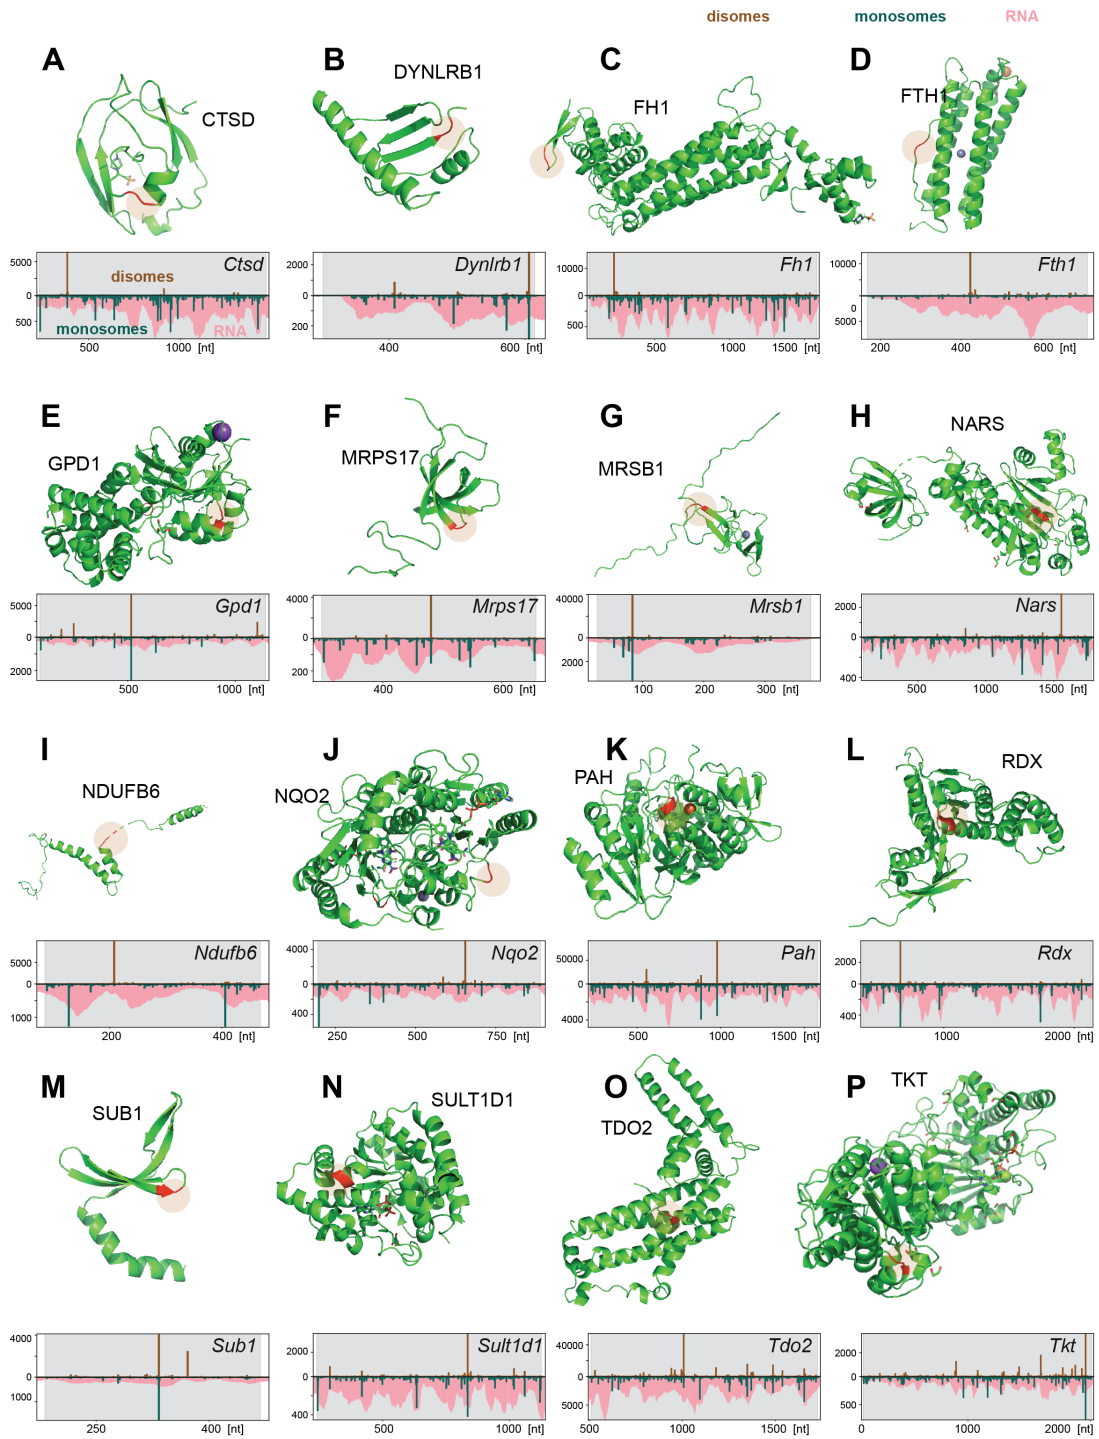 disomes monosomes RNA
A B C D
CTSD DYNLRB1 FH1 FTH1
5000 Ctsd 2000 Dynlrb1 10000 Fh1 10000 Fth1
disomes
0 0 0 0
0
500 monosomes RNA 200 500 5000
500 1000 [nt] 400 600 [nt] 500 1000 1500 [nt] 200 400 600 [nt]
E F G H
GPD1 MRPS17 MRSB1 NARS
5000 Gpd1 4000 Mrps17 40000 Mrsb1 2000 Nars
0 0 0 0
2000 200 2000 400
500 1000 [nt] 400 600 [nt] 100 200 300 [nt] 500 1000 1500 [nt]
I J K L
NDUFB6 NQO2 PAH RDX
5000 Ndufb6 4000 Nqo2 50000 Pah 2000 Rdx
0 0 0 0
1000 400 4000 400
200 400 [nt] 250 500 750 [nt] 500 1000 1500 [nt] 1000 2000 [nt]
M N O P
SUB1 SULT1D1 TDO2 TKT
4000 Sub1 2000 Sult1d1 40000 Tdo2 2000 Tkt
0 0 0 0
1000 400 5000 500
250 400 [nt] 500 1000 [nt] 500 1000 1500 [nt] 0 1000 2000 [nt]